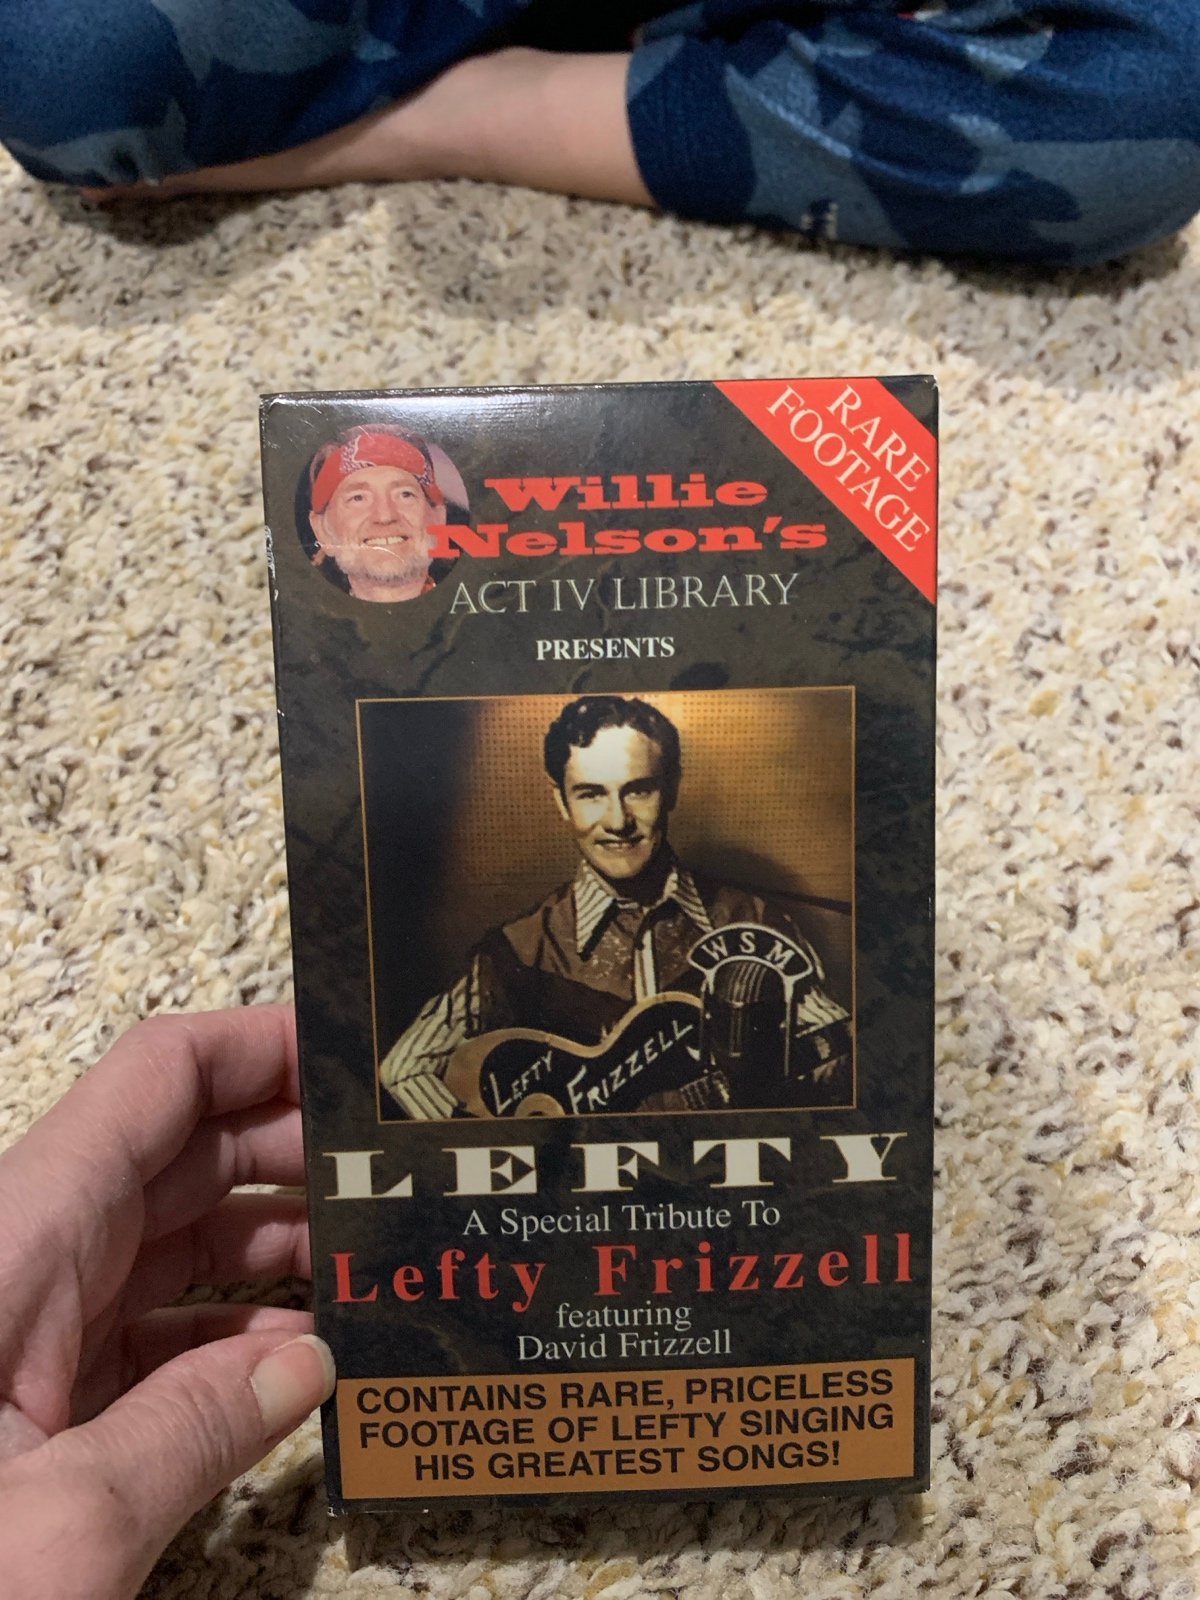 RARE
FOOTAGE
Willie
Nelson's
ACT IV LIBRARY
PRESENTS
WSM
LEFTY
FRIZZELL
LEFTY
A Special Tribute To
Lefty Frizzell
featuring
David Frizzell
CONTAINS RARE, PRICELESS
FOOTAGE OF LEFTY SINGING
HIS GREATEST SONGS!